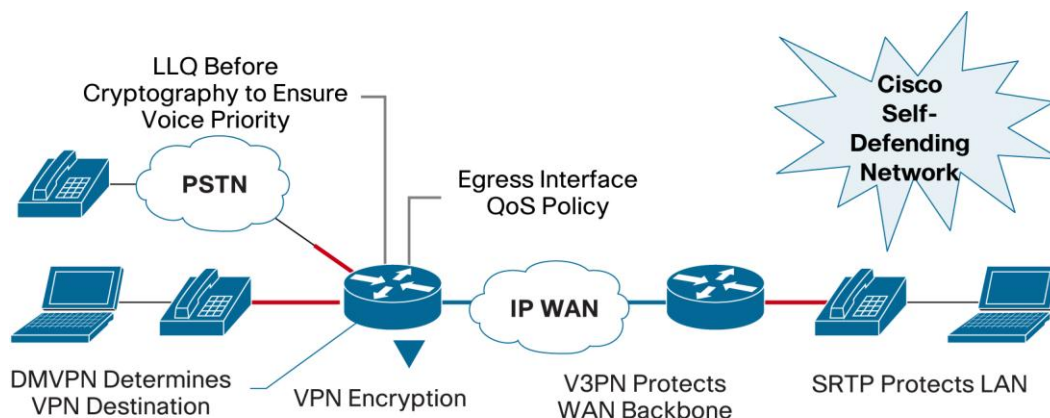 LLQ Before
Cryptography to Ensure
Voice Priority
PSTN
Egress Interface
QoS Policy
Cisco
Self-
Defending
Network
IP WAN
DMVPN Determines
VPN Destination
VPN Encryption
V3PN Protects
WAN Backbone
SRTP Protects LAN